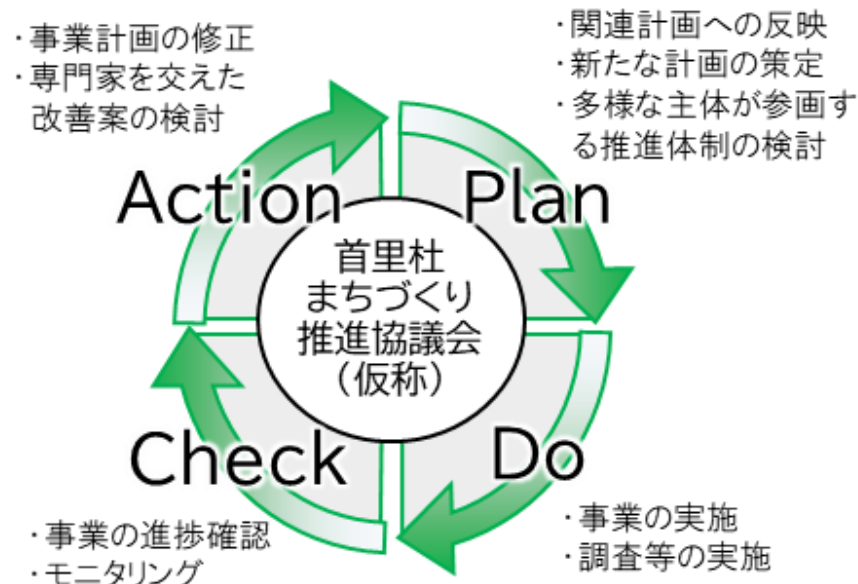 ・事業計画の修正
・専門家を交えた
改善案の検討
・関連計画への反映
・新たな計画の策定
・多様な主体が参画す
る推進体制の検討
Action
Plan
首里杜
まちづくり
推進協議会
（仮称）
Check
Do
・事業の進捗確認
・モニタリング
・事業の実施
・調査等の実施